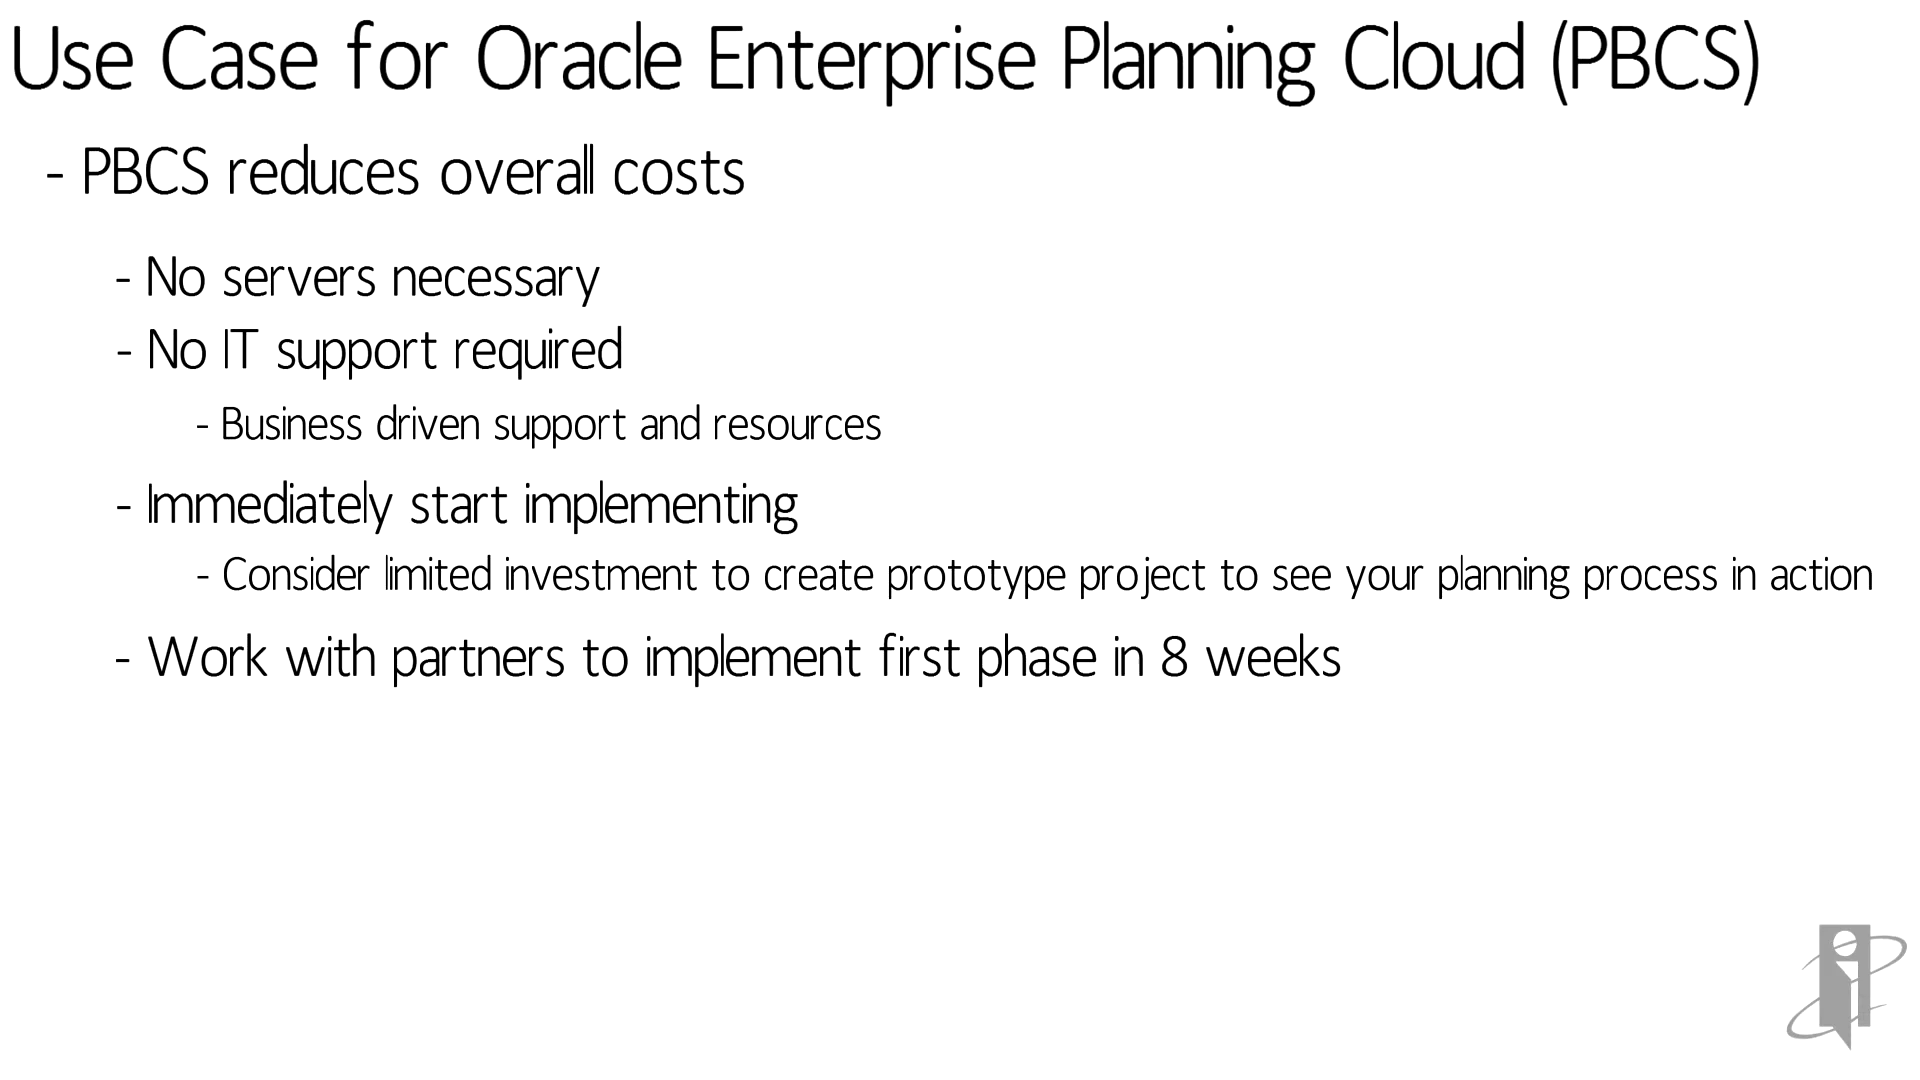 Use Case for Oracle Enterprise Planning Cloud (PBCS)
- PBCS reduces overall costs
- No servers necessary
- No IT support required
- Business driven support and resources
- Immediately start implementing
- Consider limited investment to create prototype project to see your planning process in action
- Work with partners to implement first phase in 8 weeks